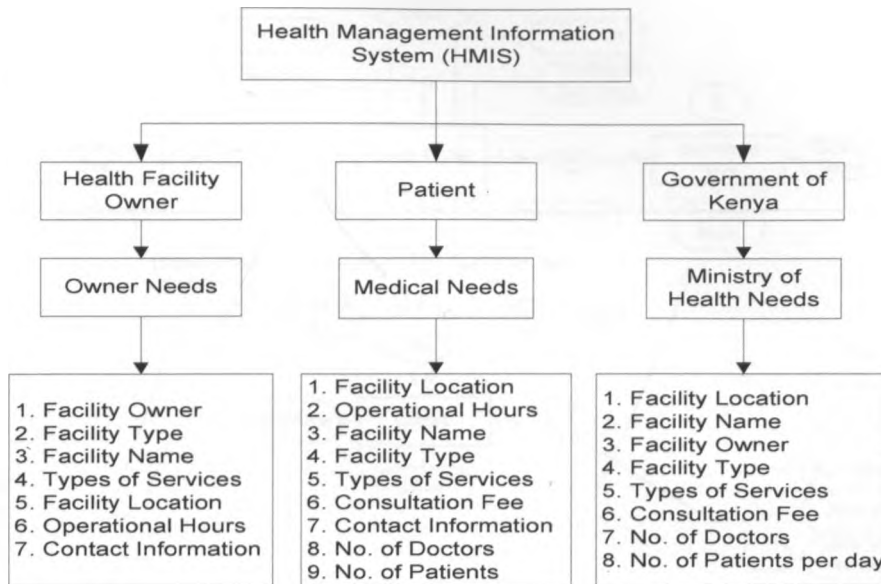 Health Management Information
System (HMIS)
Health Facility
Owner
Patient
Government of
Kenya
Owner Needs
Medical Needs
Ministry of
Health Needs
1. Facility Owner
2. Facility Type
3. Facility Name
4. Types of Services
5. Facility Location
6. Operational Hours
7. Contact Information
1. Facility Location
2. Operational Hours
3. Facility Name
4. Facility Type
5. Types of Services
6. Consultation Fee
7. Contact Information
8. No. of Doctors
9. No. of Patients
1. Facility Location
2. Facility Name
3. Facility Owner
4. Facility Type
5. Types of Services
6. Consultation Fee
7. No. of Doctors
8. No. of Patients per day